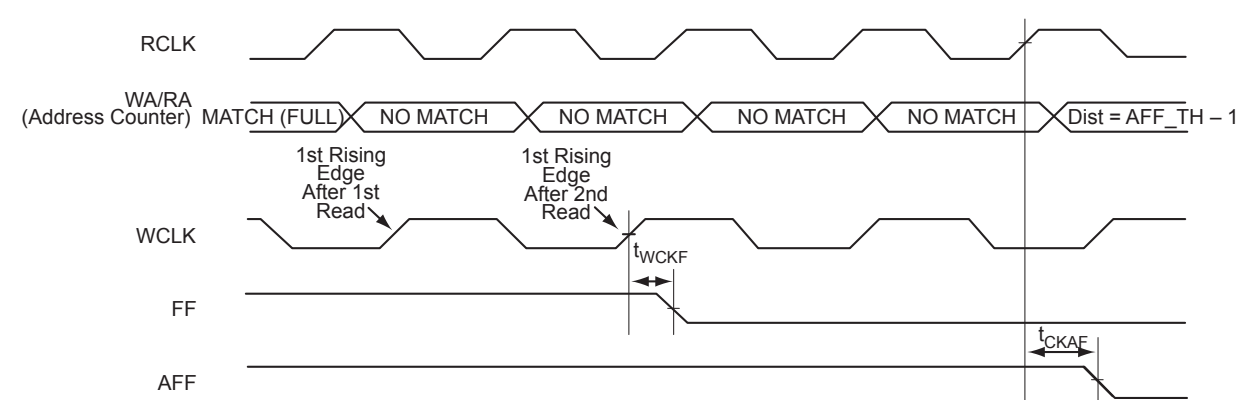 RCLK
WA/RA
(Address Counter)
MATCH (FULL)
NO MATCH
NO MATCH
NO MATCH
NO MATCH
Dist = AFF_TH – 1
1st Rising
Edge
After 1st
Read
1st Rising
Edge
After 2nd
Read
WCLK
tWCKF
FF
tCKAF
AFF